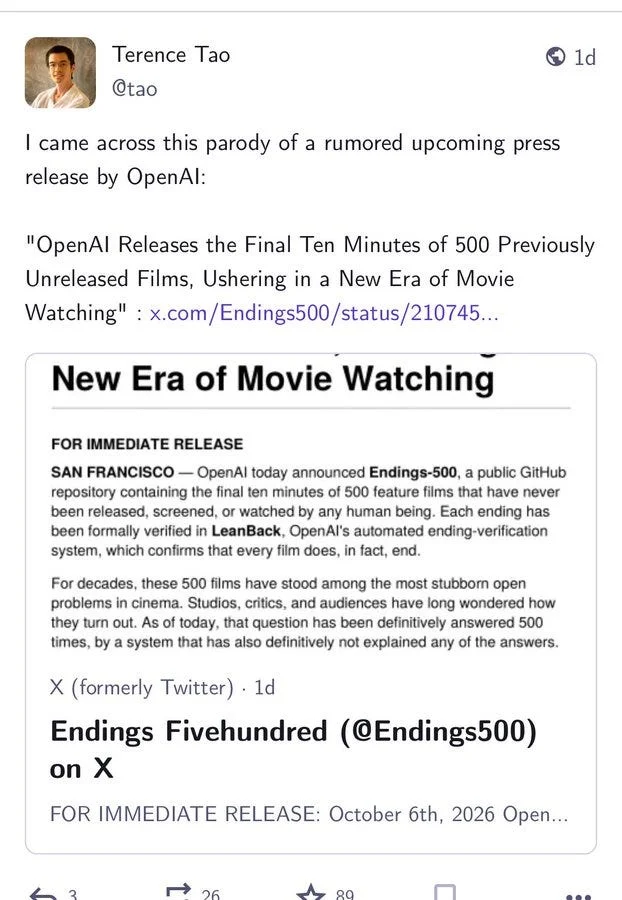 Terence Tao
1d
@tao
I came across this parody of a rumored upcoming press
release by OpenAI:
"OpenAI Releases the Final Ten Minutes of 500 Previously
Unreleased Films, Ushering in a New Era of Movie
Watching" : x.com/Endings500/status/210745...
New Era of Movie Watching
FOR IMMEDIATE RELEASE
SAN FRANCISCO — OpenAI today announced Endings-500, a public GitHub
repository containing the final ten minutes of 500 feature films that have never
been released, screened, or watched by any human being. Each ending has
been formally verified in LeanBack, OpenAI's automated ending-verification
system, which confirms that every film does, in fact, end.
For decades, these 500 films have stood among the most stubborn open
problems in cinema. Studios, critics, and audiences have long wondered how
they turn out. As of today, that question has been definitively answered 500
times, by a system that has also definitively not explained any of the answers.
X (formerly Twitter) · 1d
Endings Fivehundred (@Endings500)
on X
FOR IMMEDIATE RELEASE: October 6th, 2026 Open...
3 26 89